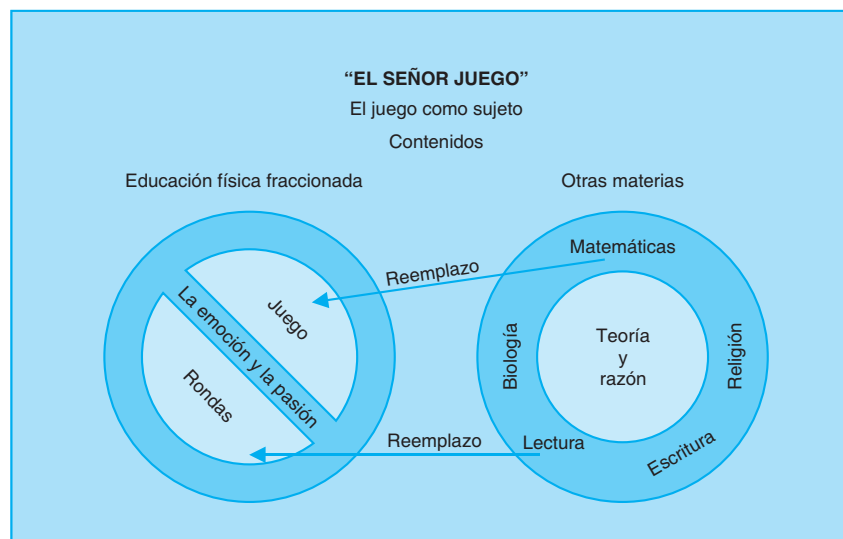 “EL SEÑOR JUEGO”
El juego como sujeto
Contenidos
Educación física fraccionada
Otras materias
Juego
La emoción y la pasión
Rondas
Reemplazo
Reemplazo
Matemáticas
Biología
Teoría
y
razón
Religión
Lectura
Escritura